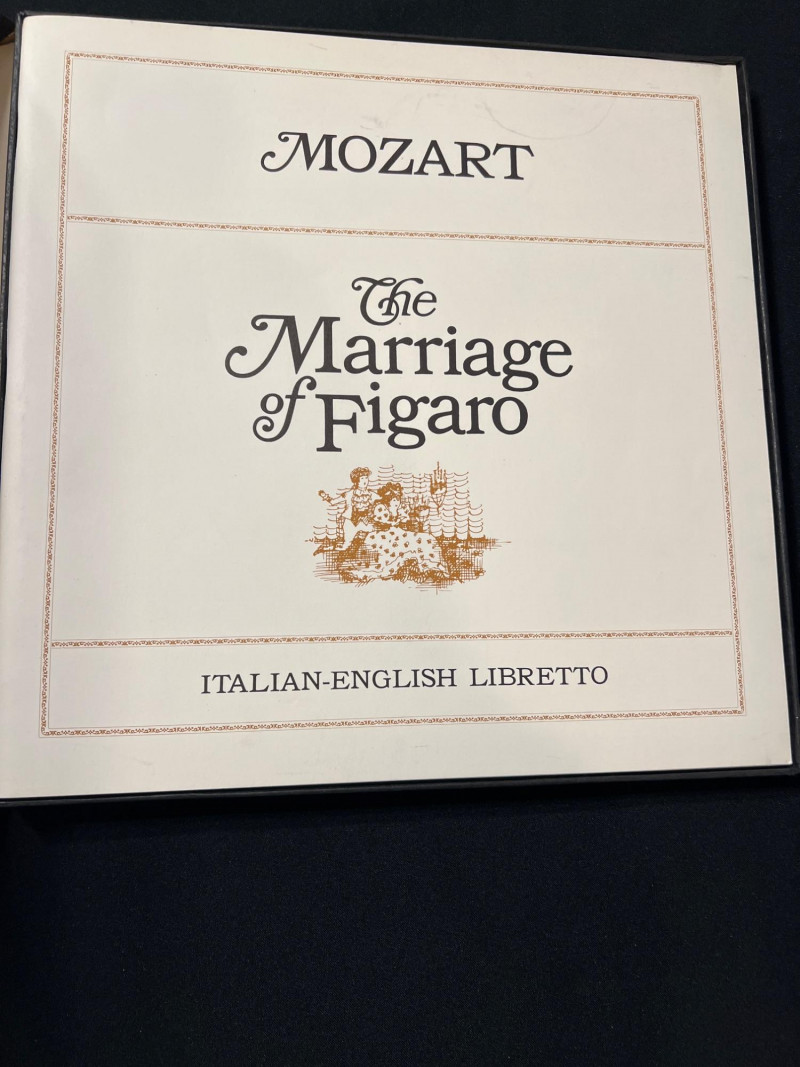 MOZART
The
Marriage
of Figaro
ITALIAN-ENGLISH LIBRETTO